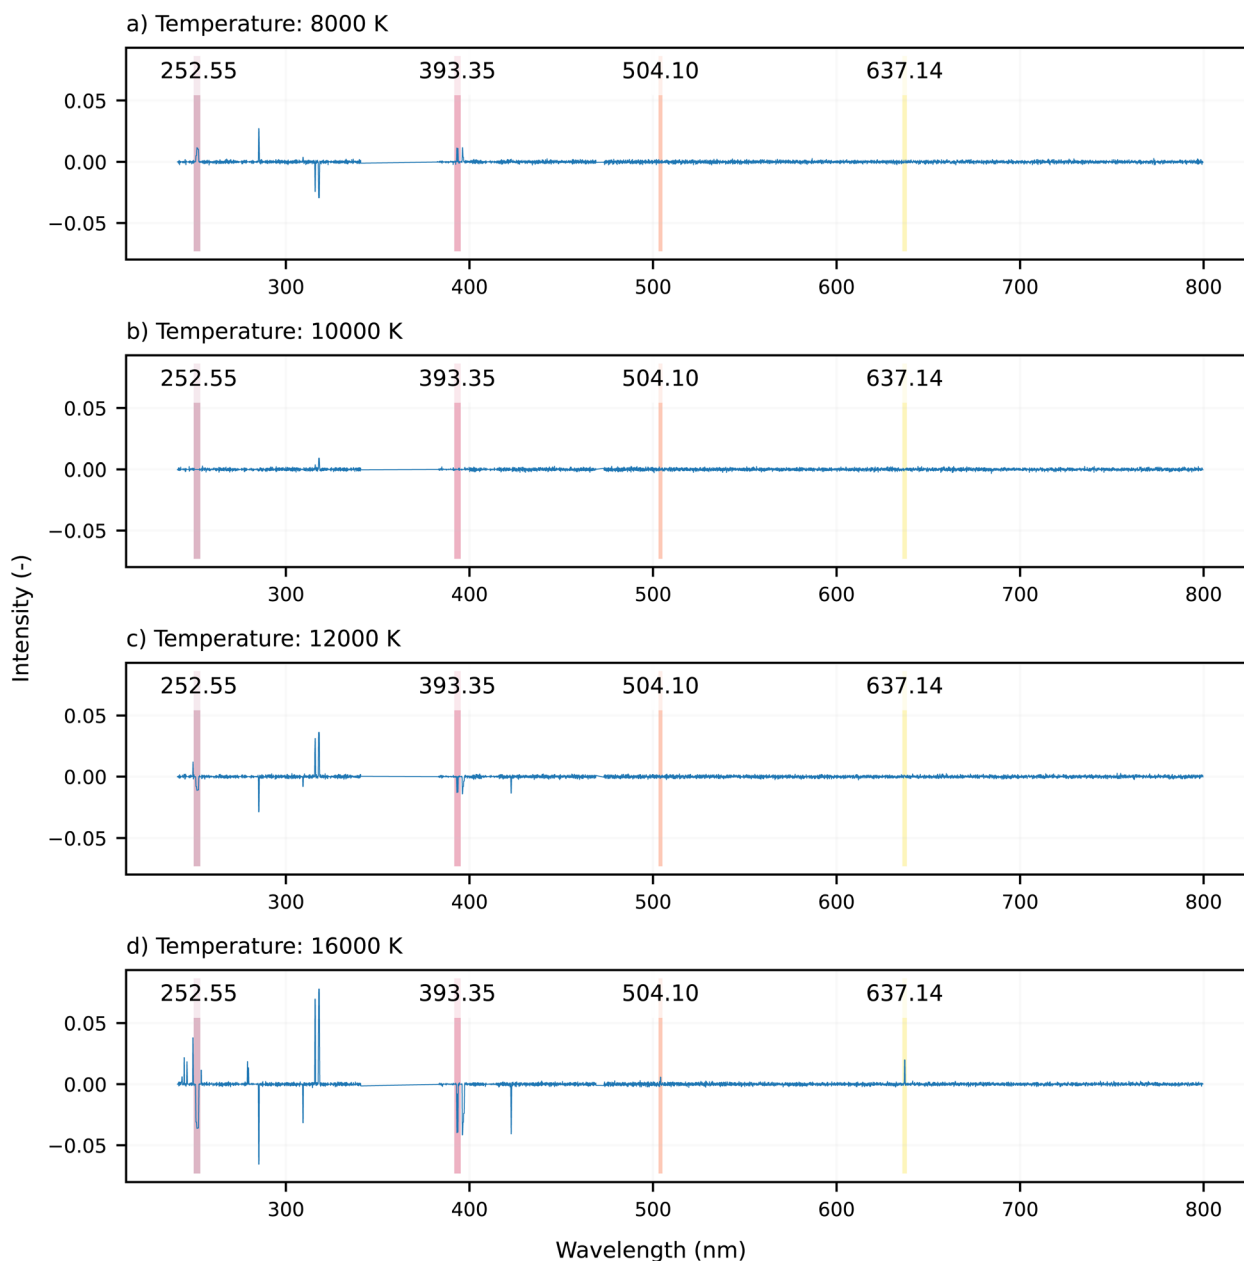 a) Temperature: 8000 K
252.55 393.35 504.10 637.14
0.05
0.00
−0.05
300 400 500 600 700 800
b) Temperature: 10000 K
252.55 393.35 504.10 637.14
0.05
0.00
−0.05
300 400 500 600 700 800
c) Temperature: 12000 K
252.55 393.35 504.10 637.14
0.05
0.00
−0.05
300 400 500 600 700 800
d) Temperature: 16000 K
252.55 393.35 504.10 637.14
0.05
0.00
−0.05
300 400 500 600 700 800
Intensity (-)
Wavelength (nm)